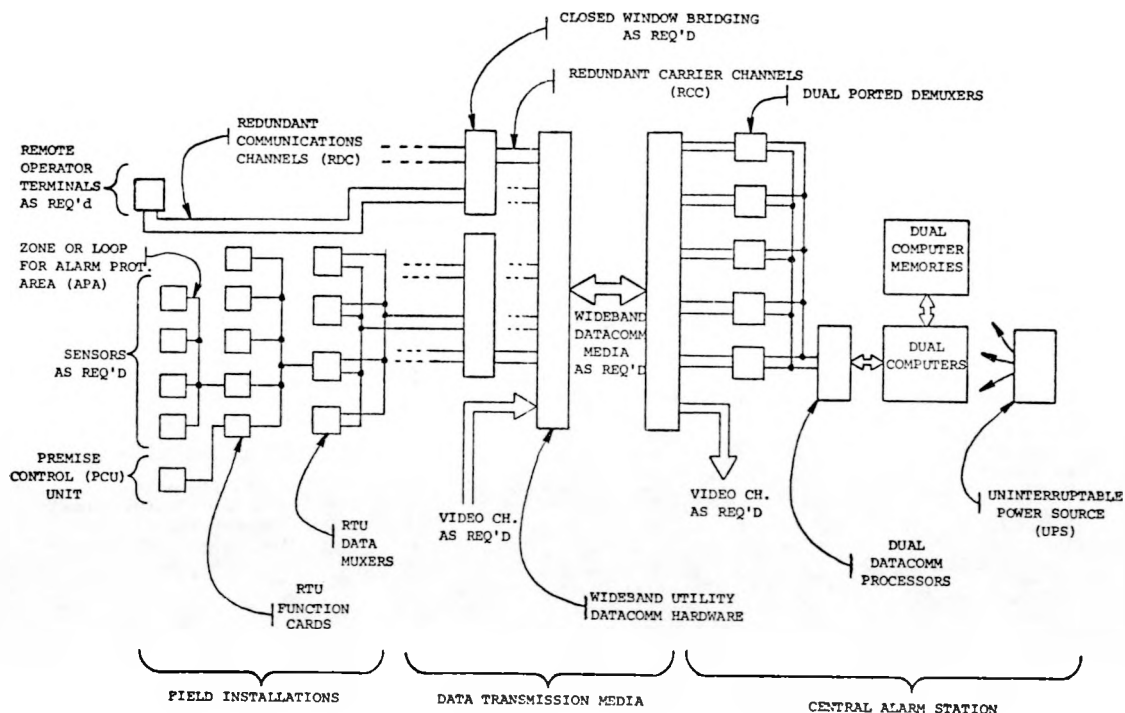 CLOSED WINDOW BRIDGING
AS REQ'D
REDUNDANT CARRIER CHANNELS
(RCC)
DUAL PORTED DEMUXERS
REDUNDANT
COMMUNICATIONS
CHANNELS (RDC)
REMOTE
OPERATOR
TERMINALS
AS REQ'd
ZONE OR LOOP
FOR ALARM PROT.
AREA (APA)
SENSORS
AS REQ'D
PREMISE
CONTROL (PCU)
UNIT
WIDEBAND
DATACOMM
MEDIA
AS REQ'D
DUAL
COMPUTER
MEMORIES
DUAL
COMPUTERS
VIDEO CH.
AS REQ'D
VIDEO CH.
AS REQ'D
UNINTERRUPTABLE
POWER SOURCE
(UPS)
RTU
DATA
MUXERS
DUAL
DATACOMM
PROCESSORS
RTU
FUNCTION
CARDS
WIDEBAND UTILITY
DATACOMM HARDWARE
FIELD INSTALLATIONS
DATA TRANSMISSION MEDIA
CENTRAL ALARM STATION